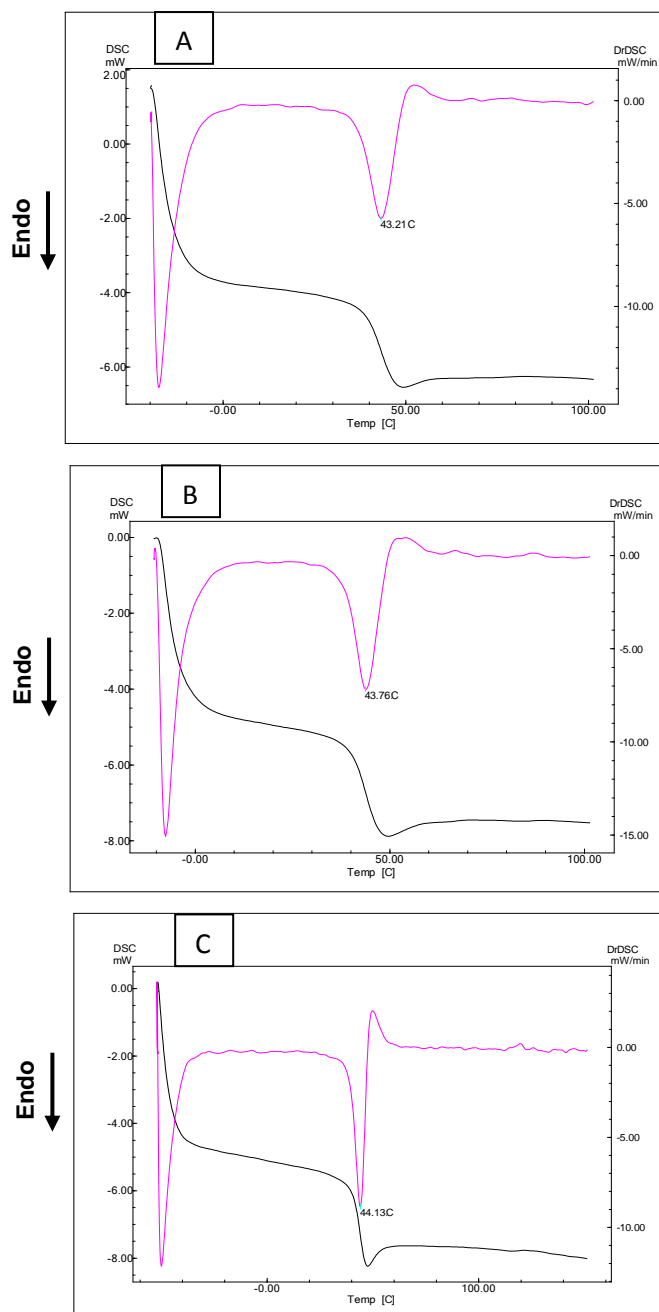 A
DSC
mW
DrDSC
mW/min
2.00
0.00
-2.00
-4.00
-6.00
0.00
-5.00
-10.00
43.21C
-0.00
50.00
100.00
Temp [C]
Endo
B
DSC
mW
DrDSC
mW/min
0.00
-2.00
-4.00
-6.00
-8.00
0.00
-5.00
-10.00
-15.00
43.76C
-0.00
50.00
100.00
Temp [C]
Endo
C
DSC
mW
DrDSC
mW/min
0.00
-2.00
-4.00
-6.00
-8.00
0.00
-5.00
-10.00
44.13C
-0.00
100.00
Temp [C]
Endo